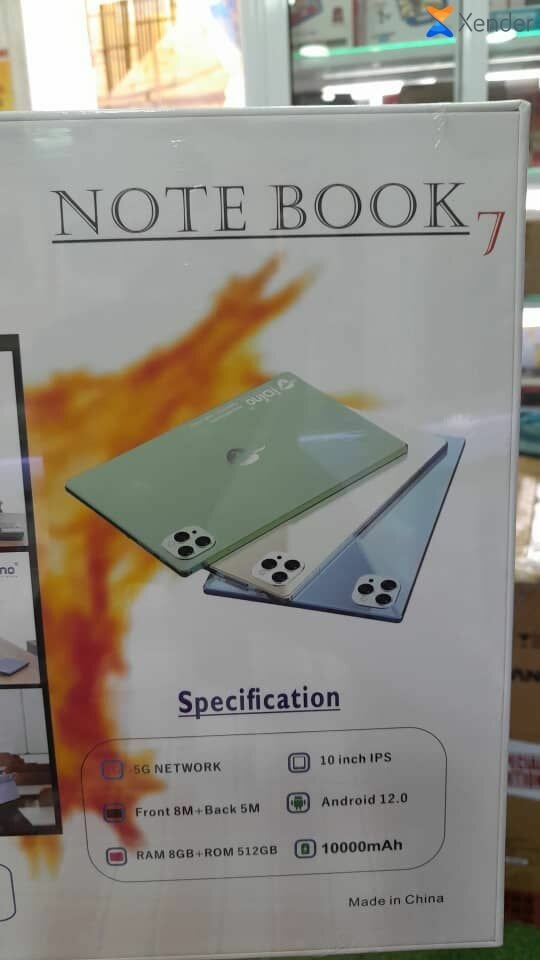 Xender
NOTE BOOK 7
no
Specification
5G NETWORK
10 inch IPS
Front 8M+Back 5M
Android 12.0
RAM 8GB+ROM 512GB
10000mAh
Made in China